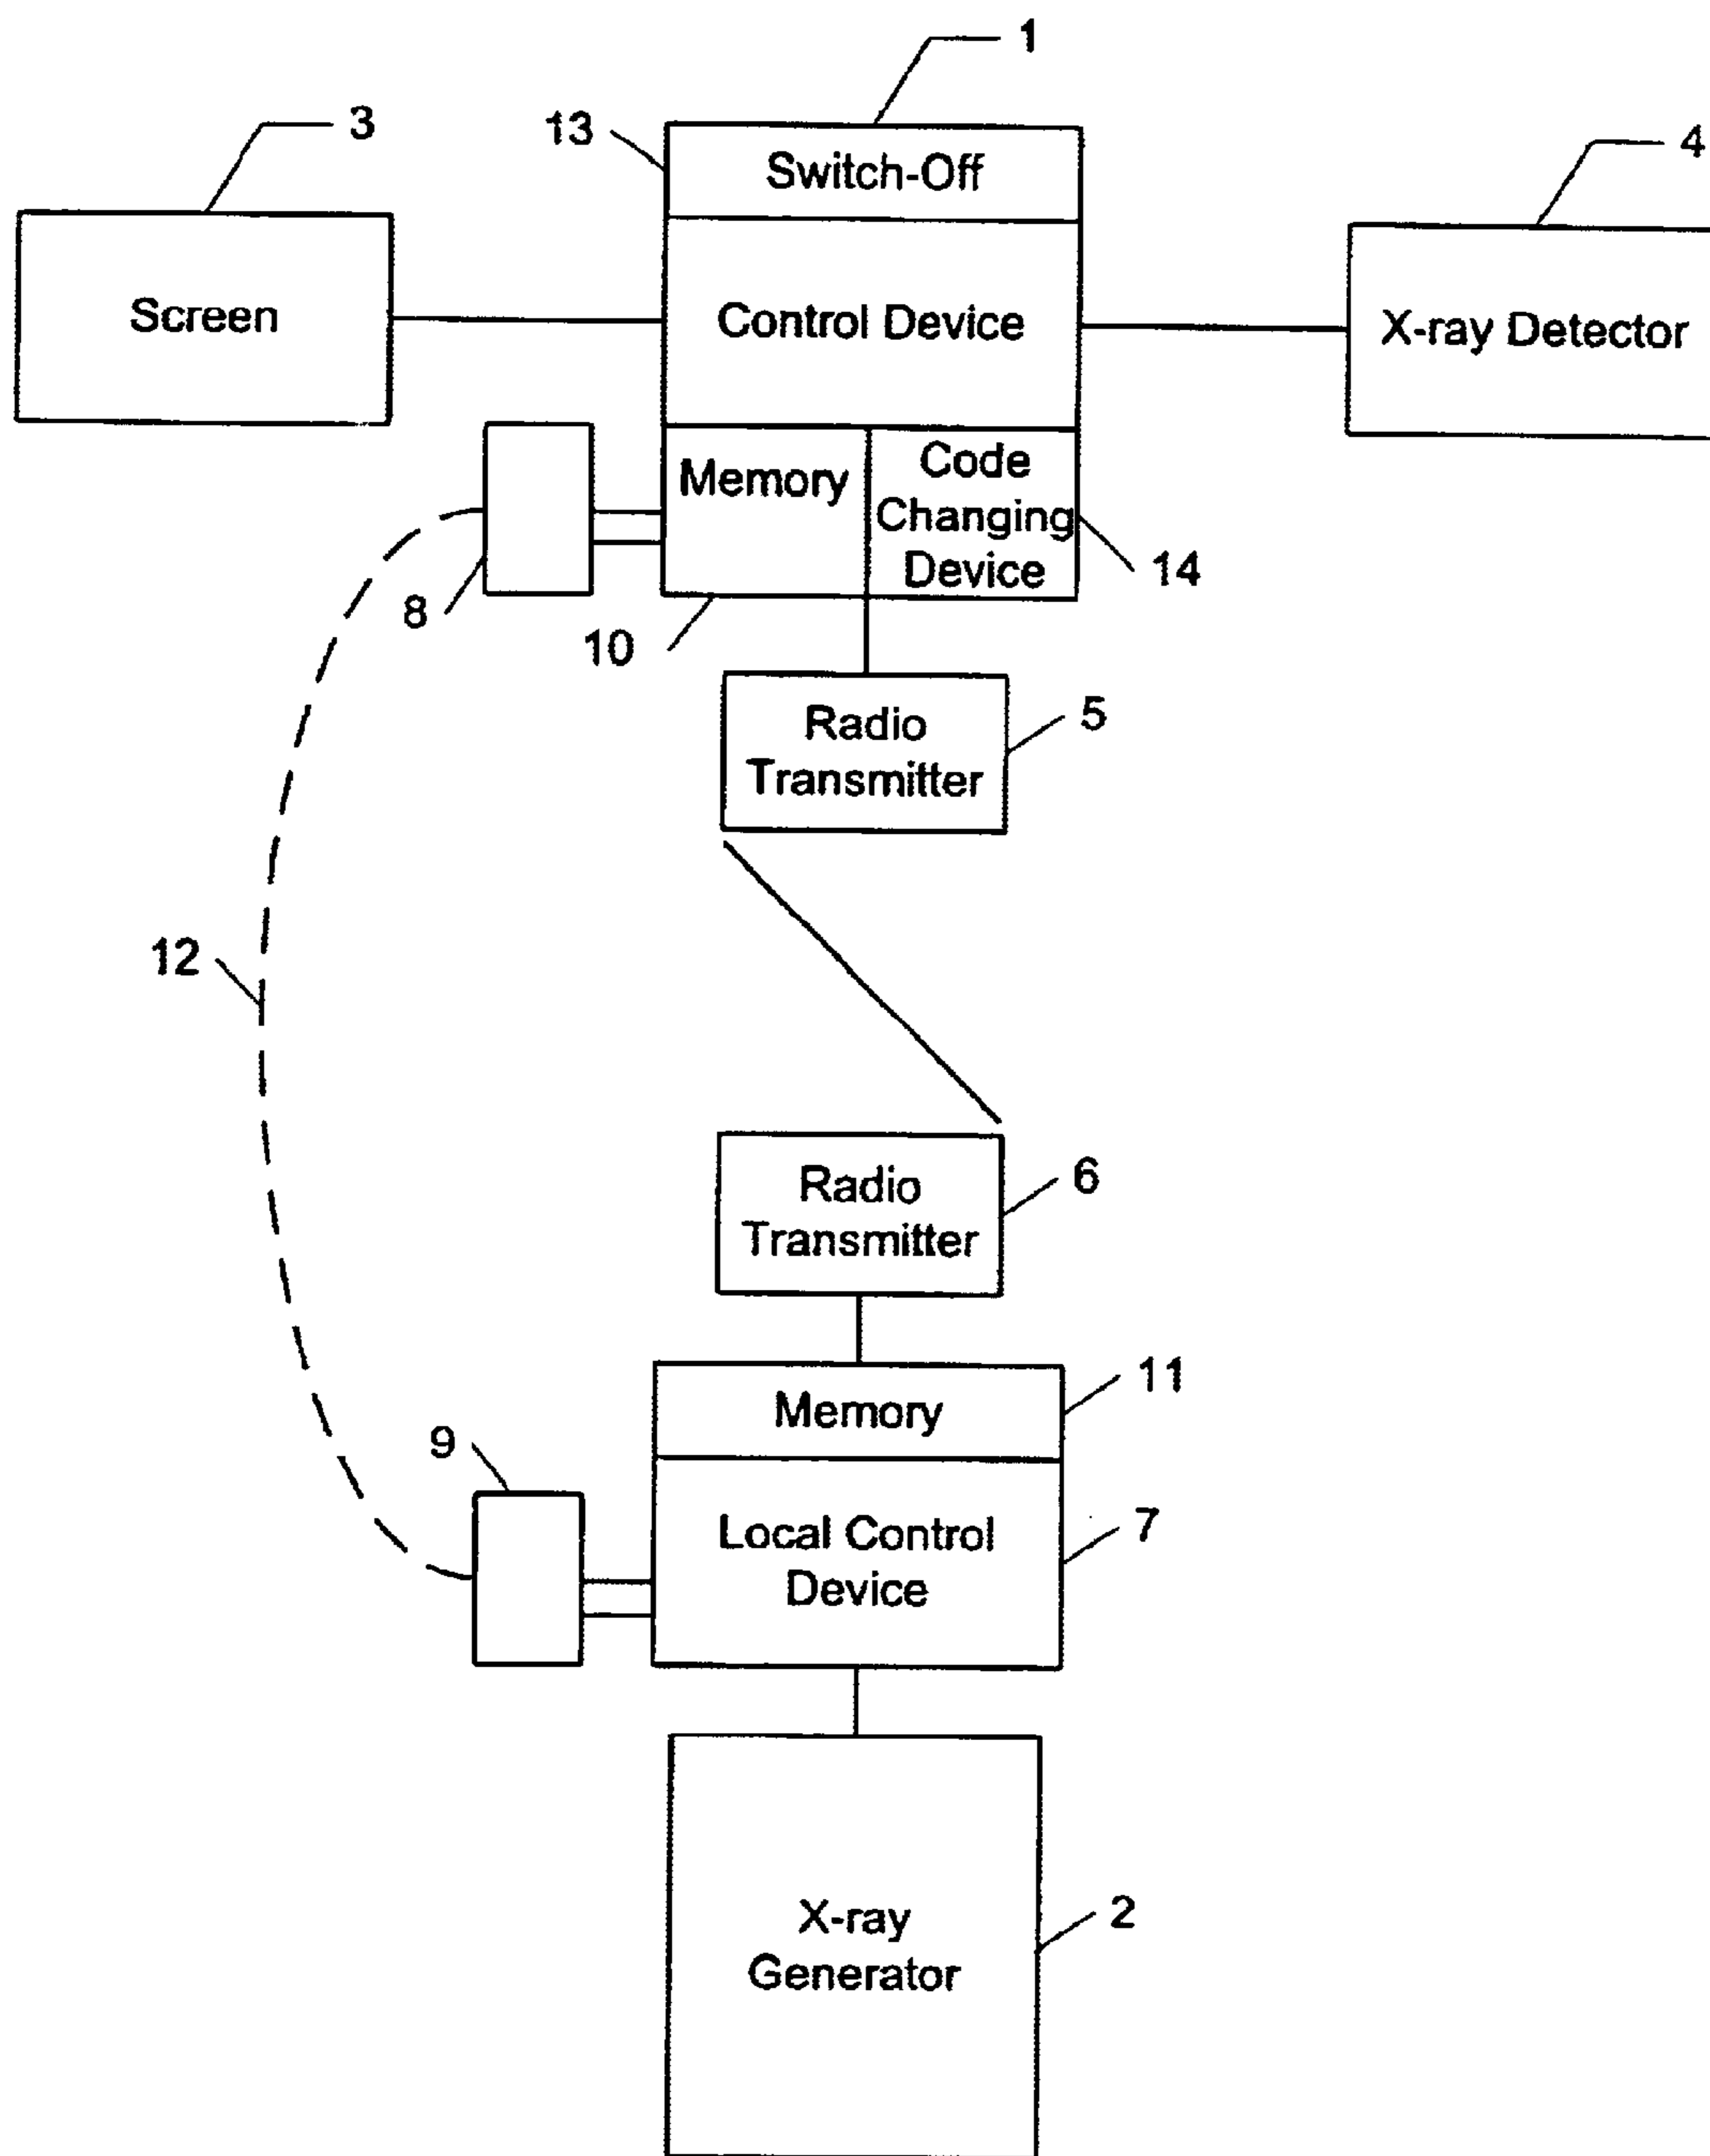 1
3
13
Switch-Off
4
Screen
Control Device
X-ray Detector
Memory
Code
Changing
Device
14
8
10
Radio
Transmitter
5
12
Radio
Transmitter
6
Memory
11
9
Local Control
Device
7
X-ray
Generator
2